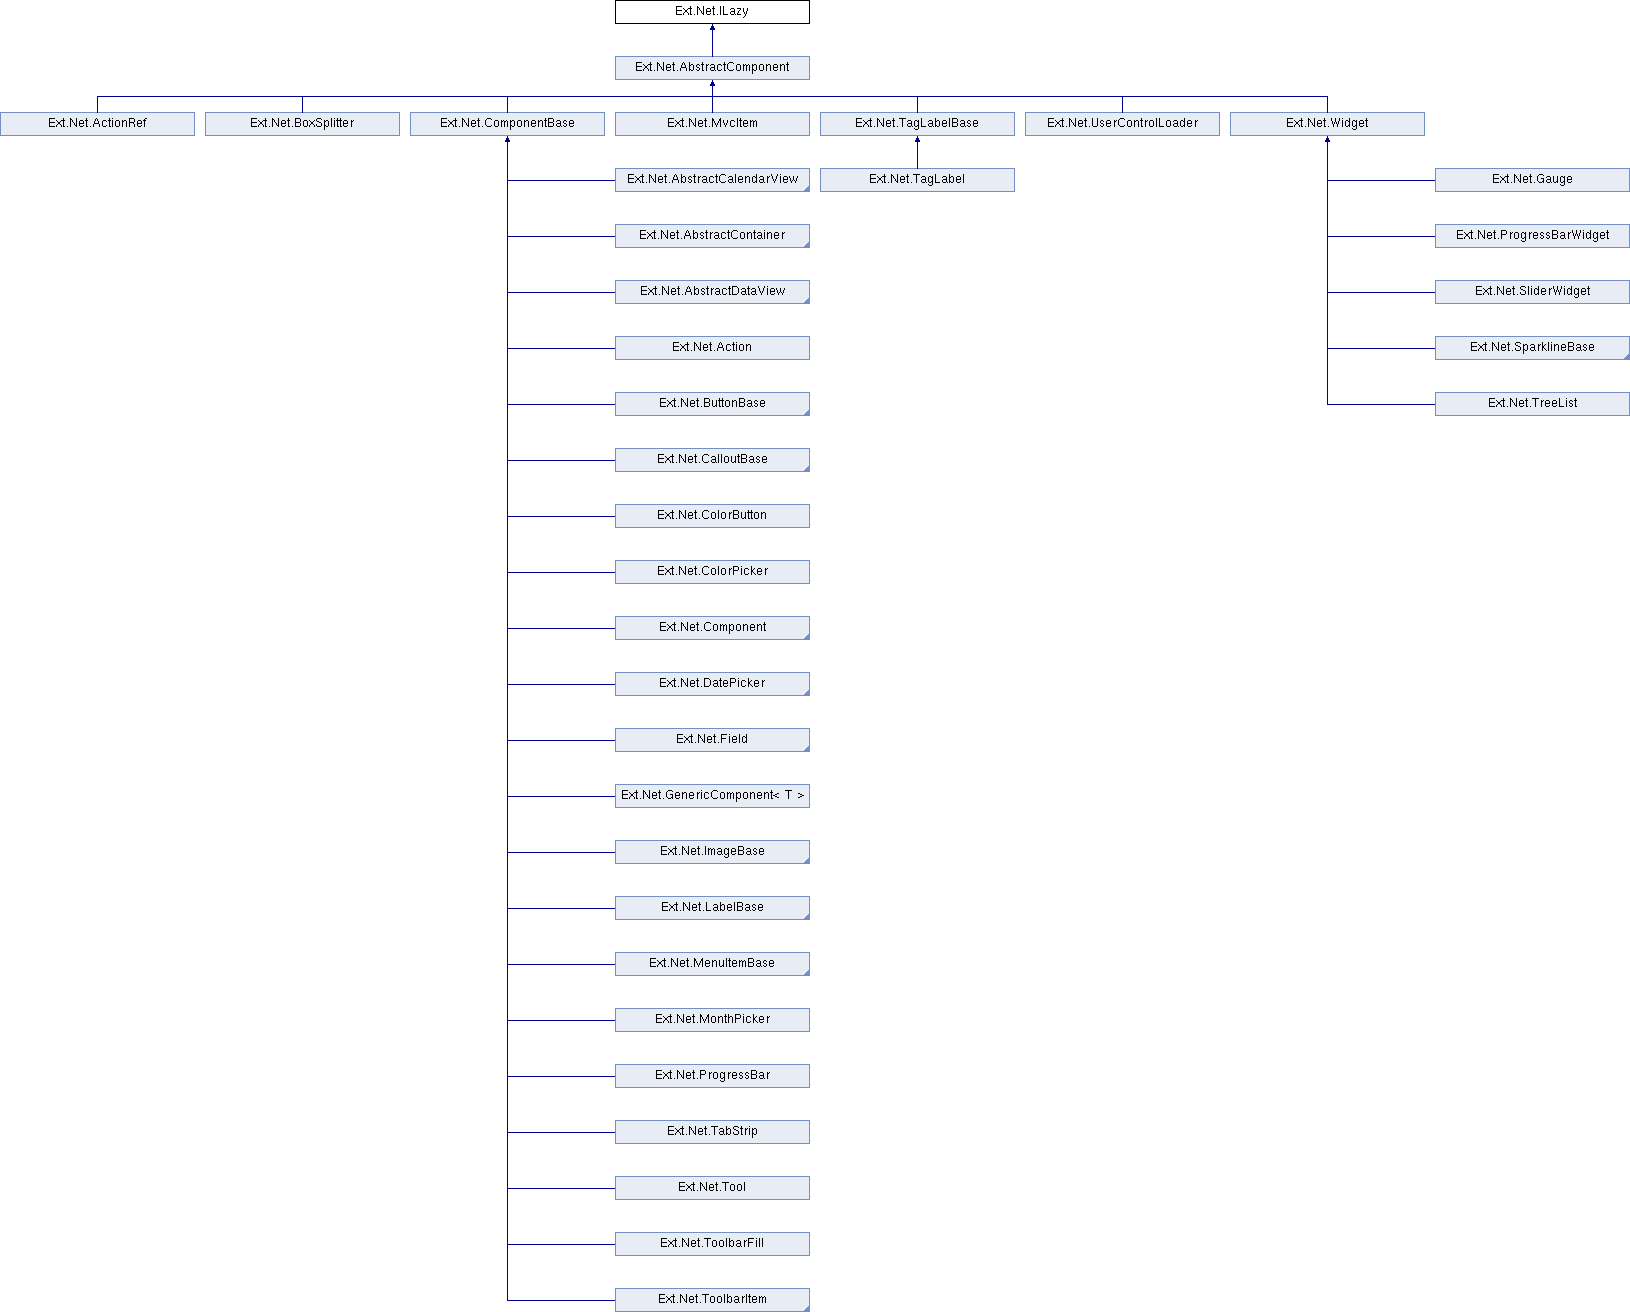 Ext.Net.ILazy
Ext.Net.AbstractComponent
Ext.Net.ActionRef
Ext.Net.BoxSplitter
Ext.Net.ComponentBase
Ext.Net.MvcItem
Ext.Net.TagLabelBase
Ext.Net.UserControlLoader
Ext.Net.Widget
Ext.Net.AbstractCalendarView
Ext.Net.TagLabel
Ext.Net.Gauge
Ext.Net.AbstractContainer
Ext.Net.ProgressBarWidget
Ext.Net.AbstractDataView
Ext.Net.SliderWidget
Ext.Net.Action
Ext.Net.SparklineBase
Ext.Net.ButtonBase
Ext.Net.TreeList
Ext.Net.CalloutBase
Ext.Net.ColorButton
Ext.Net.ColorPicker
Ext.Net.Component
Ext.Net.DatePicker
Ext.Net.Field
Ext.Net.GenericComponent< T >
Ext.Net.ImageBase
Ext.Net.LabelBase
Ext.Net.MenuItemBase
Ext.Net.MonthPicker
Ext.Net.ProgressBar
Ext.Net.TabStrip
Ext.Net.Tool
Ext.Net.ToolbarFill
Ext.Net.ToolbarItem